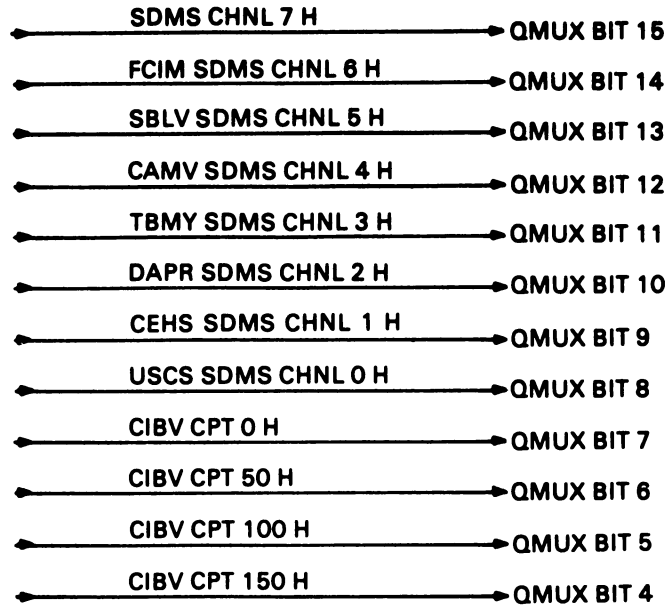 SDMS CHNL 7 H QMUX BIT 15
FCIM SDMS CHNL 6 H QMUX BIT 14
SBLV SDMS CHNL 5 H QMUX BIT 13
CAMV SDMS CHNL 4 H QMUX BIT 12
TBMY SDMS CHNL 3 H QMUX BIT 11
DAPR SDMS CHNL 2 H QMUX BIT 10
CEHS SDMS CHNL 1 H QMUX BIT 9
USCS SDMS CHNL 0 H QMUX BIT 8
CIBV CPT 0 H QMUX BIT 7
CIBV CPT 50 H QMUX BIT 6
CIBV CPT 100 H QMUX BIT 5
CIBV CPT 150 H QMUX BIT 4